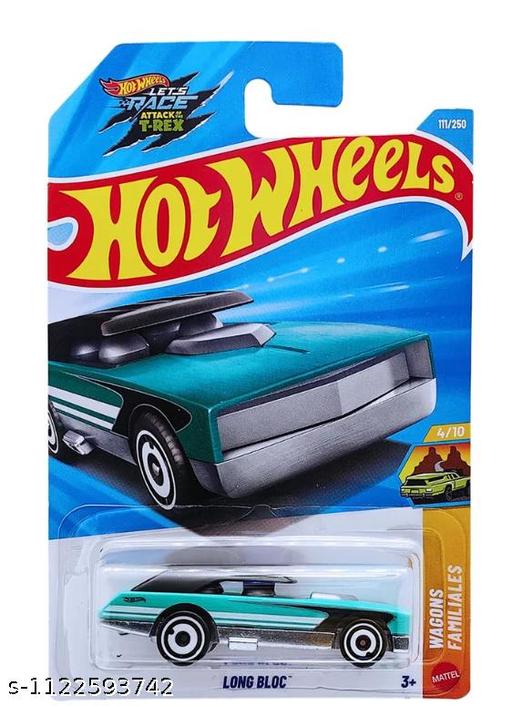 HOT WHEELS
LET'S
RACE
ATTACK OF THE
T-REX
111/250
HOT WHEELS®
4/10
WAGONS
FAMILIALES
LONG BLOC™
3+
MATTEL
s-1122593742